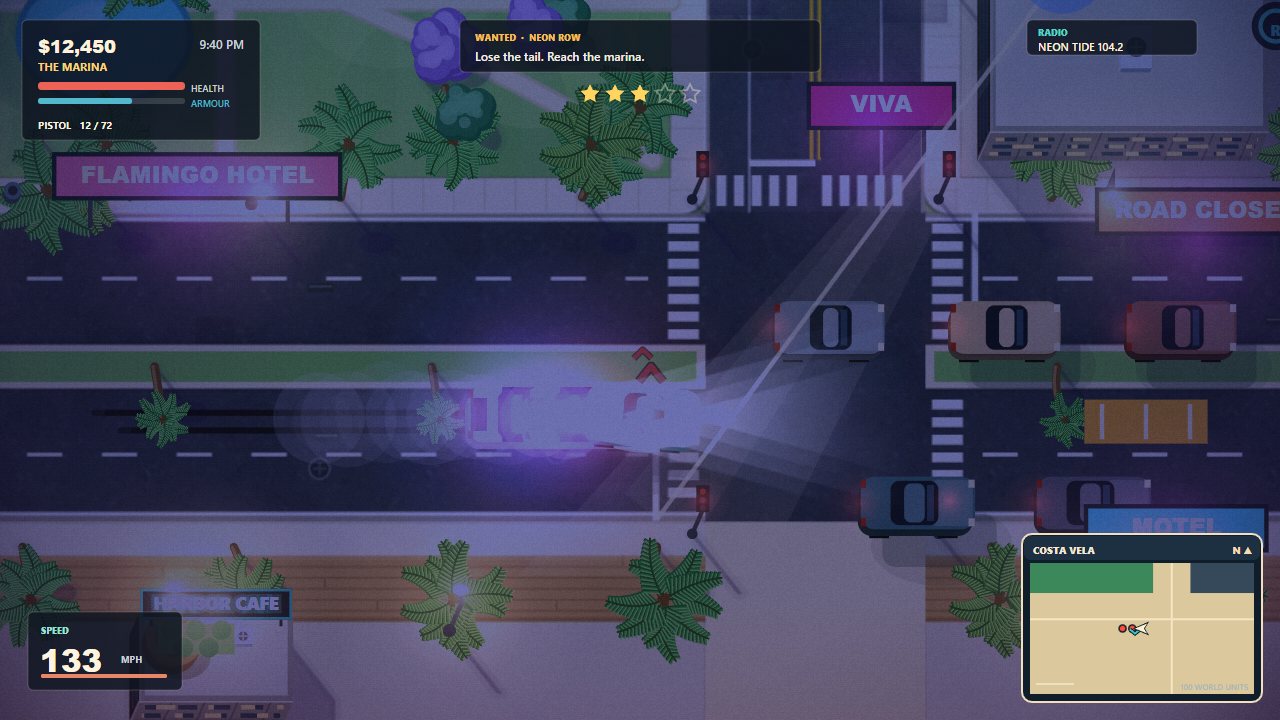 $12,450
9:40 PM
THE MARINA
HEALTH
ARMOUR
PISTOL 12 / 72
WANTED • NEON ROW
Lose the tail. Reach the marina.
RADIO
NEON TIDE 104.2
VIVA
FLAMINGO HOTEL
ROAD CLOSE
MOTEL
COSTA VELA
N
100 WORLD UNITS
CAFE
SPEED
133 MPH